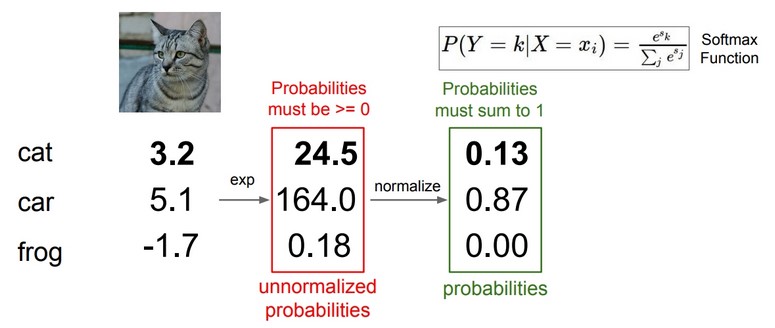 P(Y = k|X = x_i) = \frac{e^{s_k}}{\sum_j e^{s_j}}
Softmax
Function
Probabilities
must be >= 0
Probabilities
must sum to 1
cat 3.2 24.5 0.13
exp normalize
car 5.1 164.0 0.87
frog -1.7 0.18 0.00
unnormalized
probabilities
probabilities